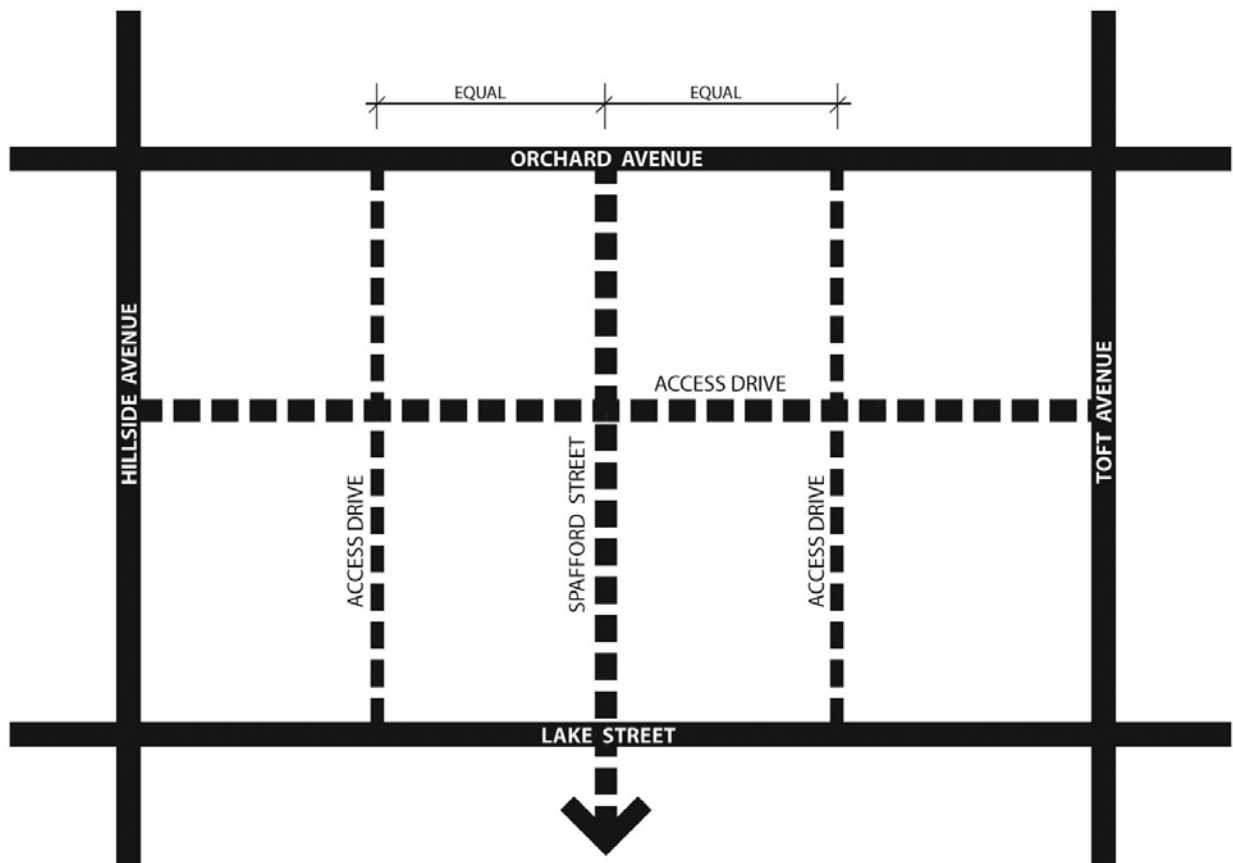 EQUAL
EQUAL
ORCHARD AVENUE
HILLSIDE AVENUE
ACCESS DRIVE
TOFT AVENUE
ACCESS DRIVE
SPAFFORD STREET
ACCESS DRIVE
LAKE STREET